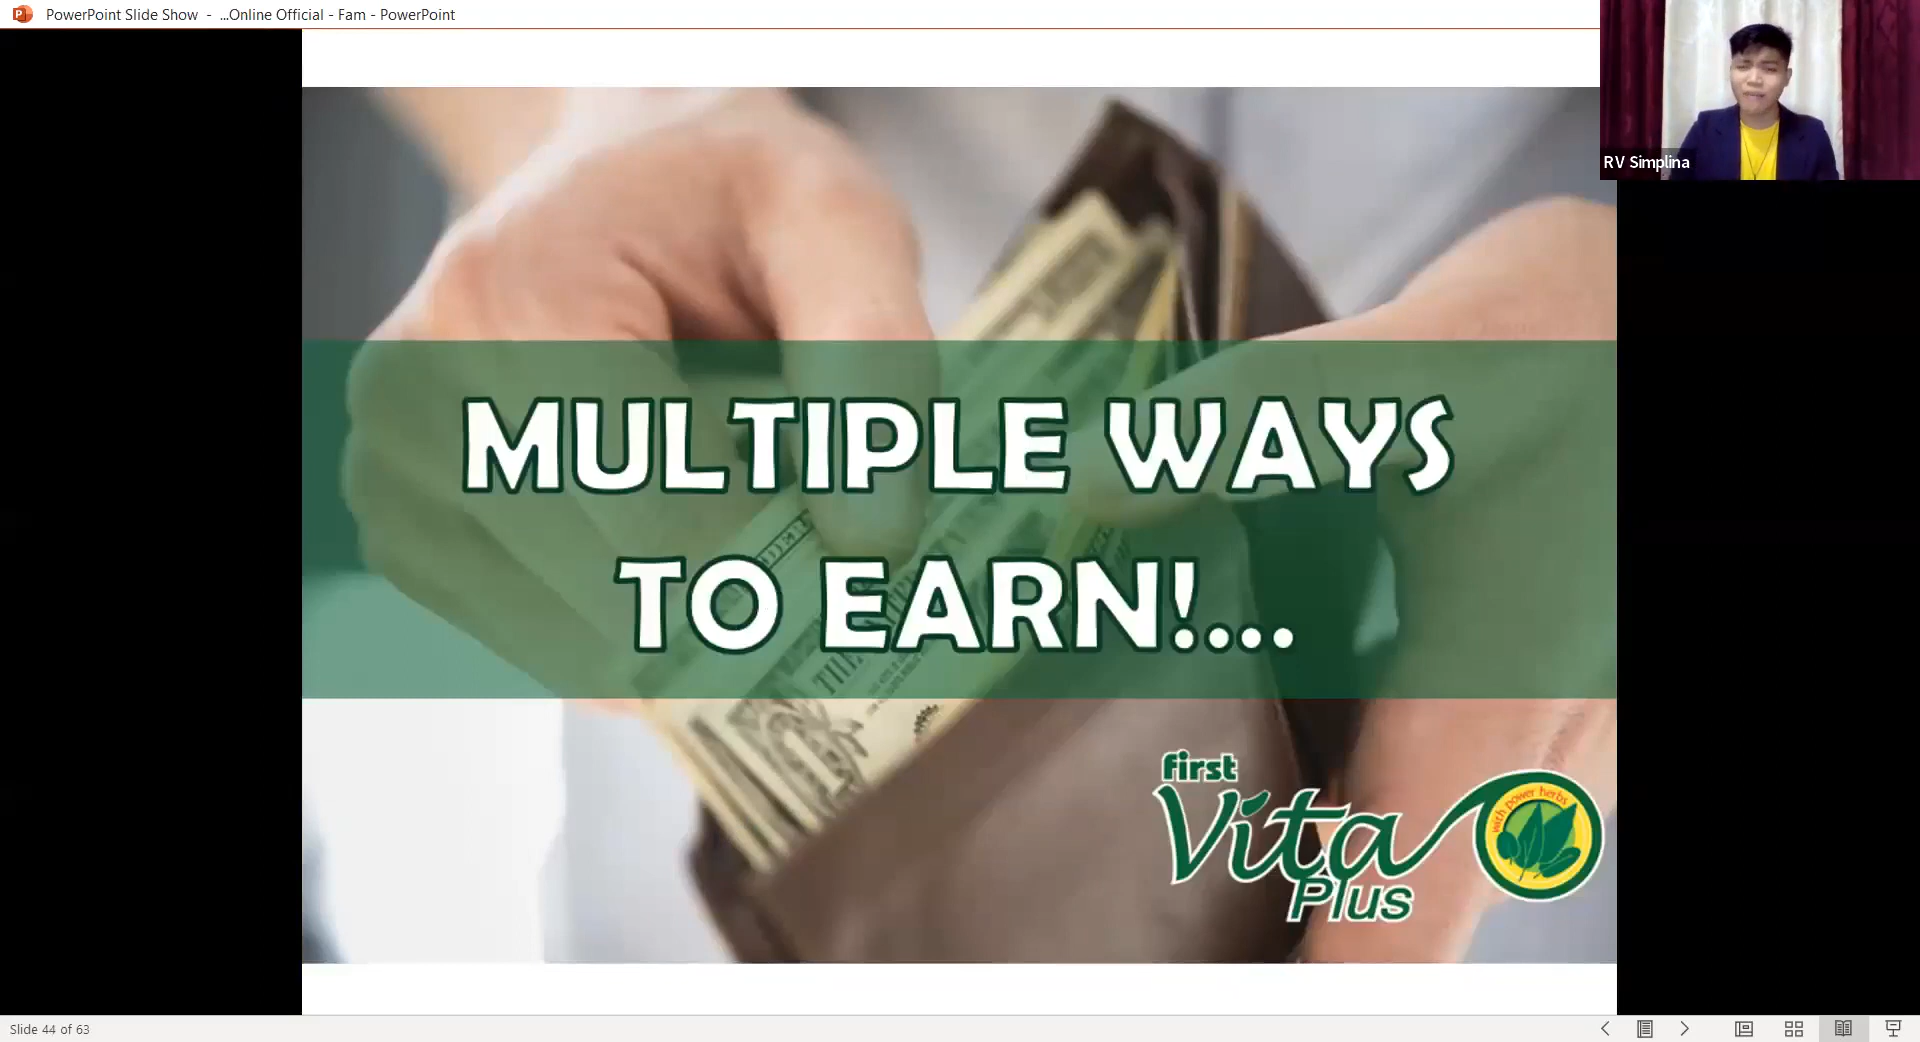 PowerPoint Slide Show - ...Online Official - Fam - PowerPoint
RV Simplina
MULTIPLE WAYS
TO EARN!....
first
Vita
Plus
with power herbs
Slide 44 of 63